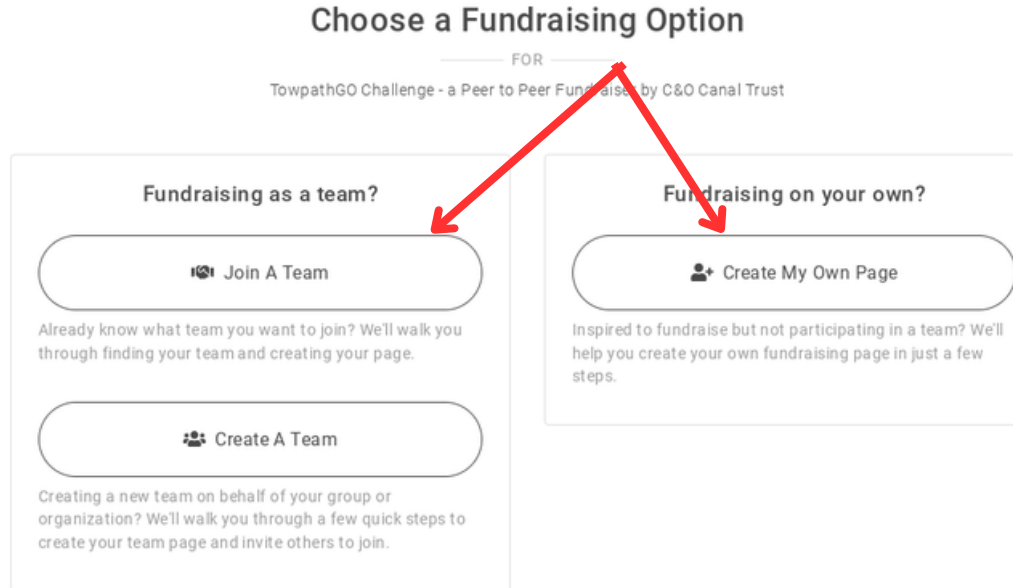 Choose a Fundraising Option
FOR
TowpathGO Challenge - a Peer to Peer Fundraiser by C&O Canal Trust
Fundraising as a team?
Join A Team
Already know what team you want to join? We'll walk you
through finding your team and creating your page.
Create A Team
Creating a new team on behalf of your group or
organization? We'll walk you through a few quick steps to
create your team page and invite others to join.
Fundraising on your own?
Create My Own Page
Inspired to fundraise but not participating in a team? We'll
help you create your own fundraising page in just a few
steps.